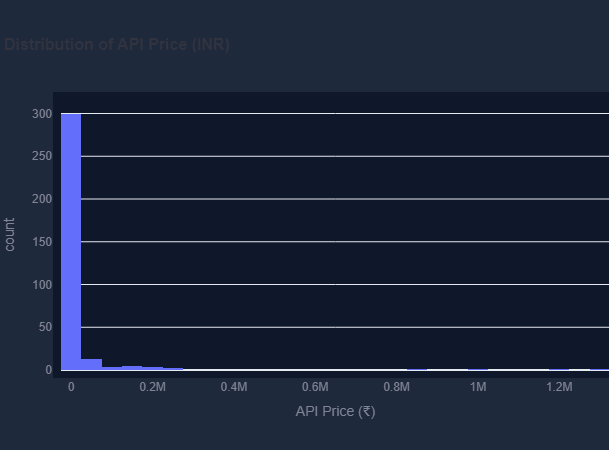 Distribution of API Price (INR)
300
250
200
150
100
50
0
count
0 0.2M 0.4M 0.6M 0.8M 1M 1.2M
API Price (₹)